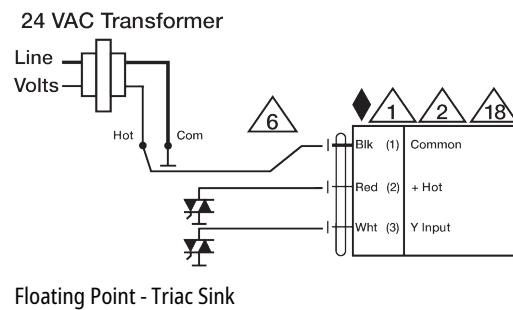 24 VAC Transformer
Line
Volts
Hot Com
6
1 2 18
Blk (1) Common
Red (2) + Hot
Wht (3) Y Input
Floating Point - Triac Sink